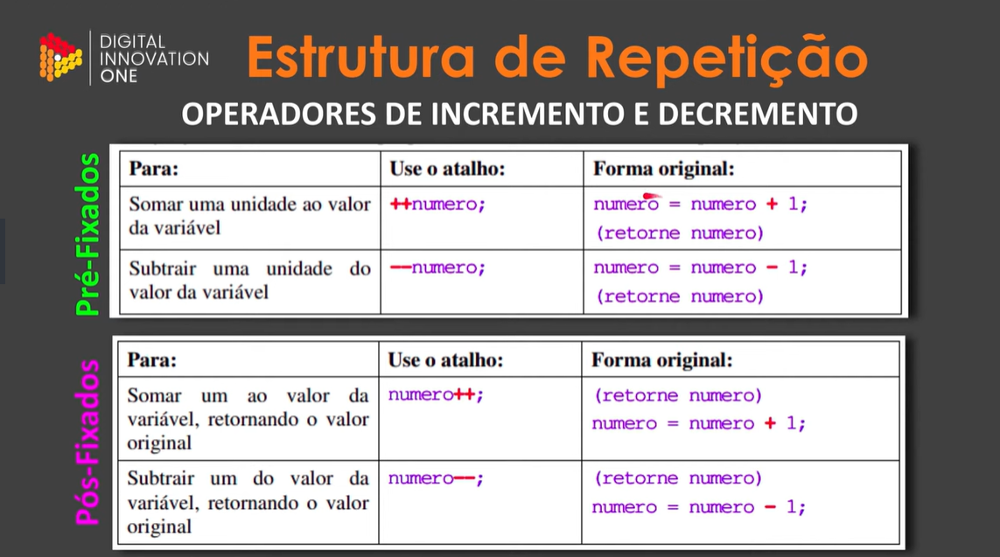 DIGITAL
INNOVATION
ONE
Estrutura de Repetição
OPERADORES DE INCREMENTO E DECREMENTO
Pré-Fixados
Para: Use o atalho: Forma original:
Somar uma unidade ao valor ++numero; numero = numero + 1;
da variável (retorne numero)
Subtrair uma unidade do --numero; numero = numero - 1;
valor da variável (retorne numero)
Pós-Fixados
Para: Use o atalho: Forma original:
Somar um ao valor da numero++; (retorne numero)
variável, retornando o valor numero = numero + 1;
original
Subtrair um do valor da numero--; (retorne numero)
variável, retornando o valor numero = numero - 1;
original